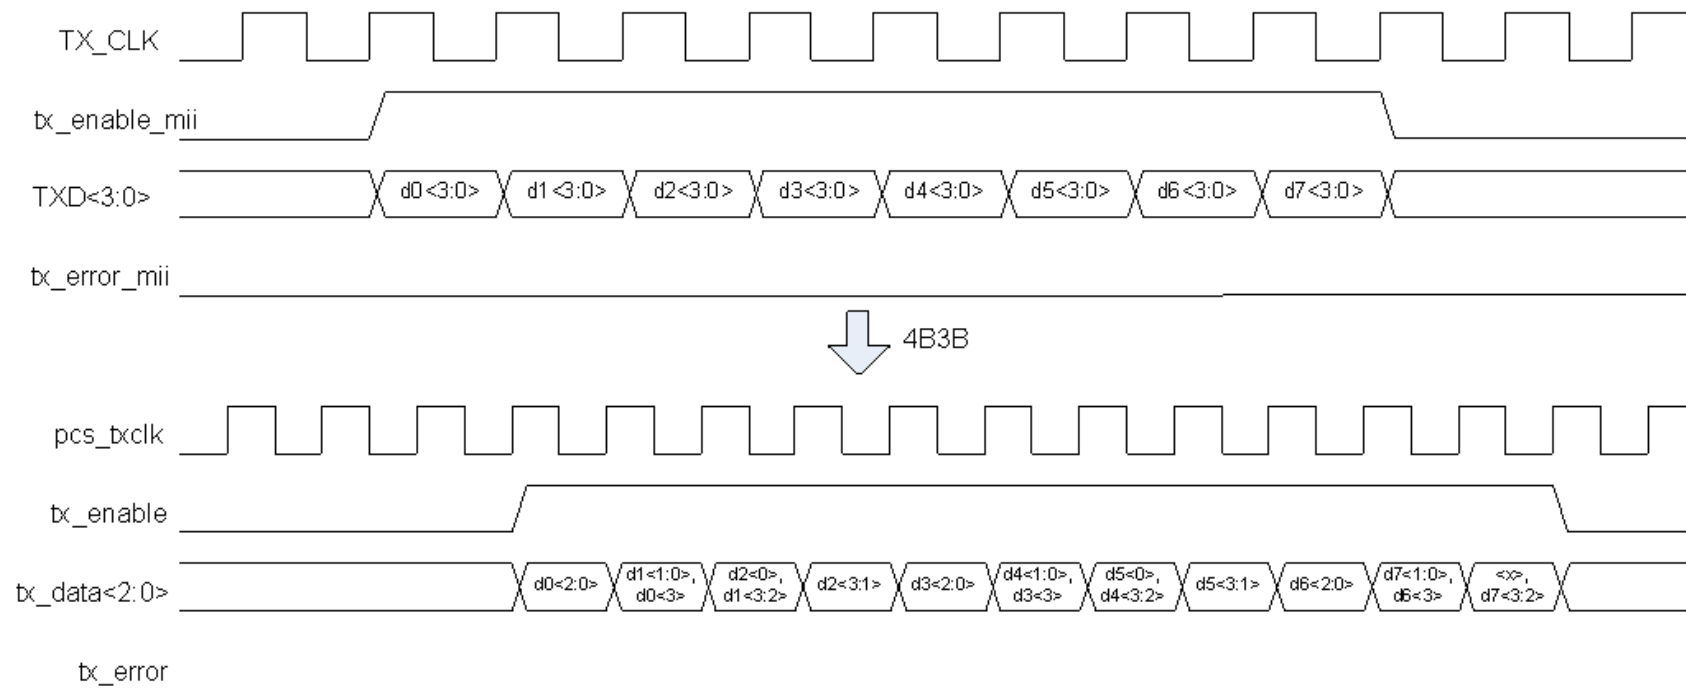 TX_CLK
tx_enable_mii
TXD<3:0>
d0<3:0>
d1<3:0>
d2<3:0>
d3<3:0>
d4<3:0>
d5<3:0>
d6<3:0>
d7<3:0>
tx_error_mii
4B3B
pcs_txclk
tx_enable
tx_data<2:0>
d0<2:0>
d1<1:0>,
d0<3>
d2<0>,
d1<3:2>
d2<3:1>
d3<2:0>
d4<1:0>,
d3<3>
d5<0>,
d4<3:2>
d5<3:1>
d6<2:0>
d7<1:0>,
d6<3>
<x>,
d7<3:2>
tx_error